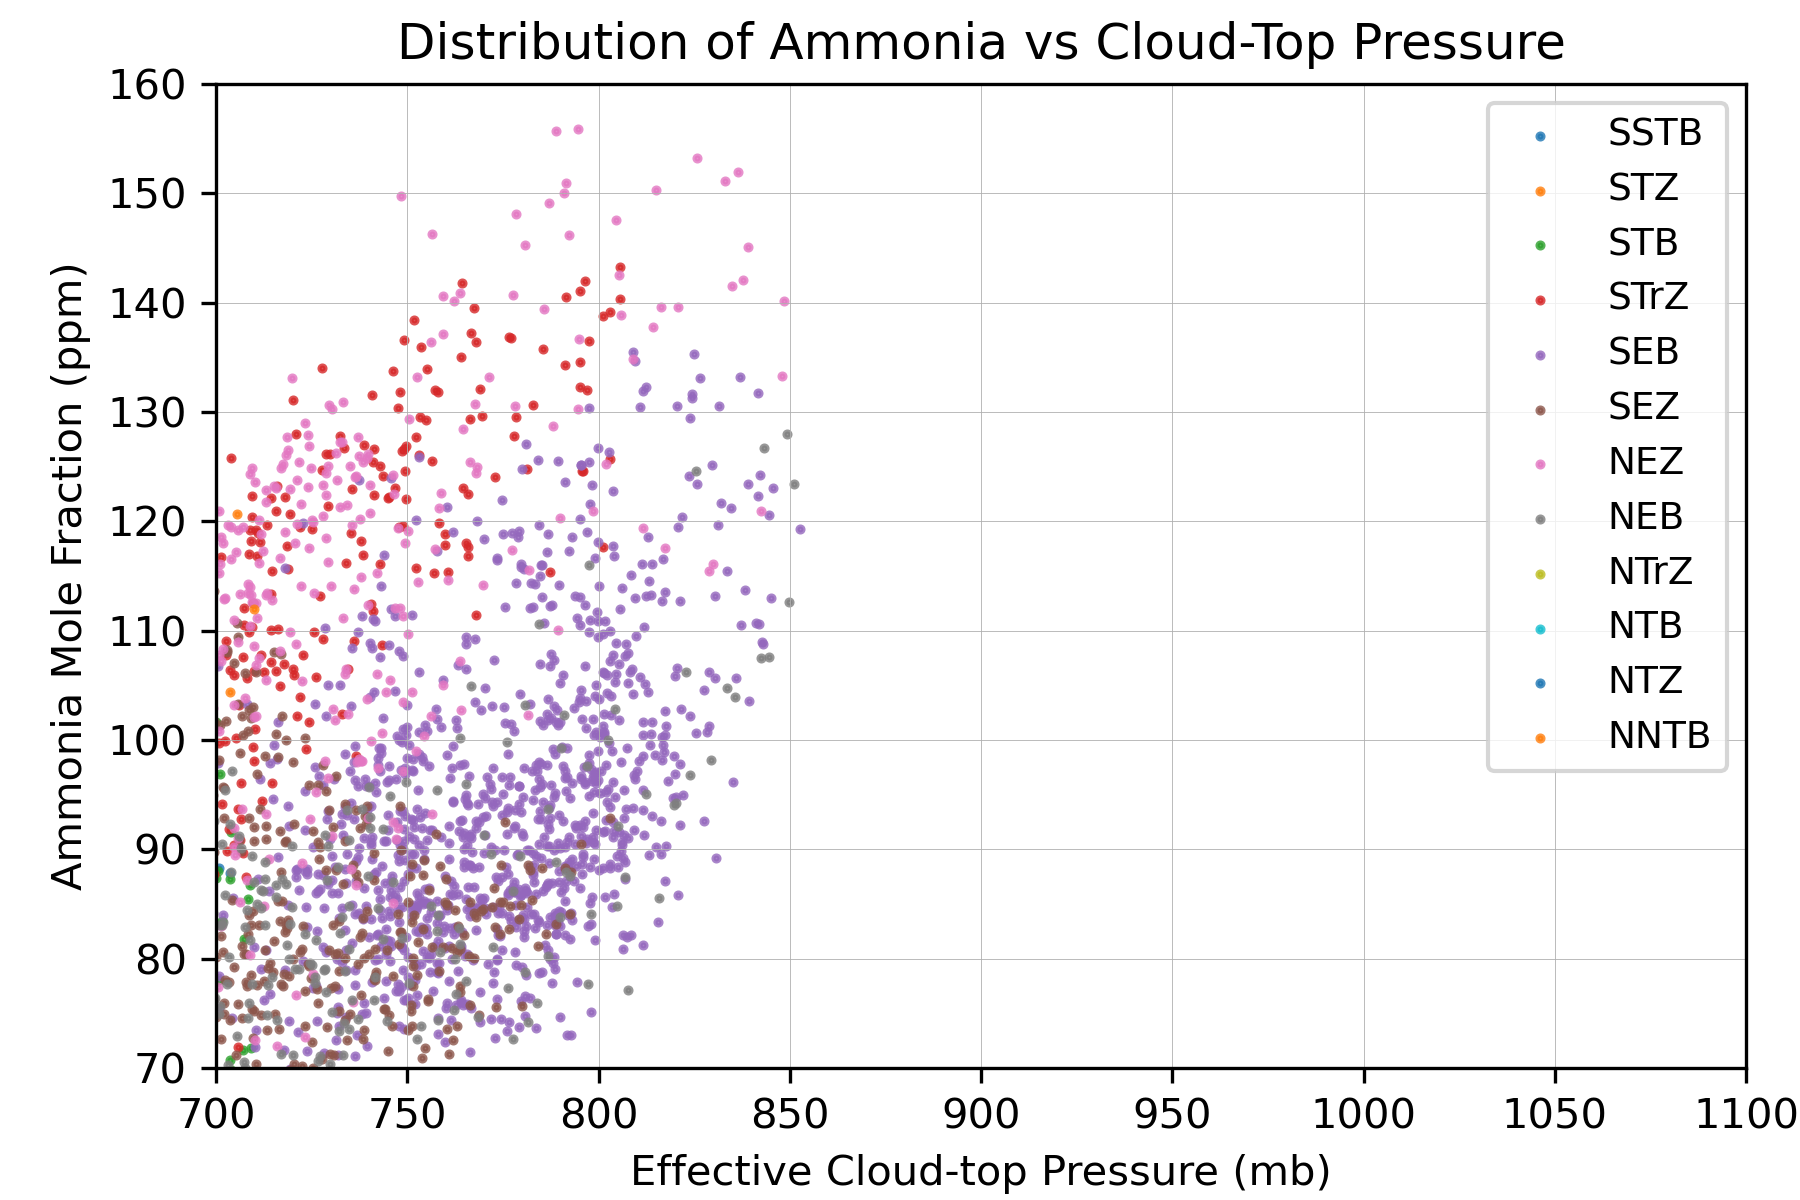 Distribution of Ammonia vs Cloud-Top Pressure
160
150
140
130
120
110
100
90
80
70
Ammonia Mole Fraction (ppm)
SSTB
STZ
STB
STrZ
SEB
SEZ
NEZ
NEB
NTrZ
NTB
NTZ
NNTB
700 750 800 850 900 950 1000 1050 1100
Effective Cloud-top Pressure (mb)